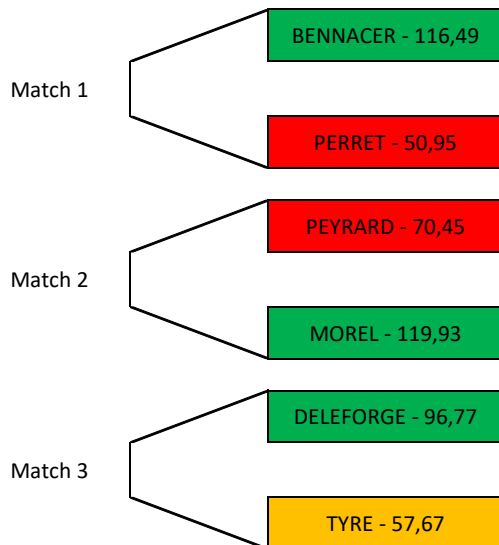 BENNACER - 116,49
Match 1
PERRET - 50,95
PEYRARD - 70,45
Match 2
MOREL - 119,93
DELEFORGE - 96,77
Match 3
TYRE - 57,67